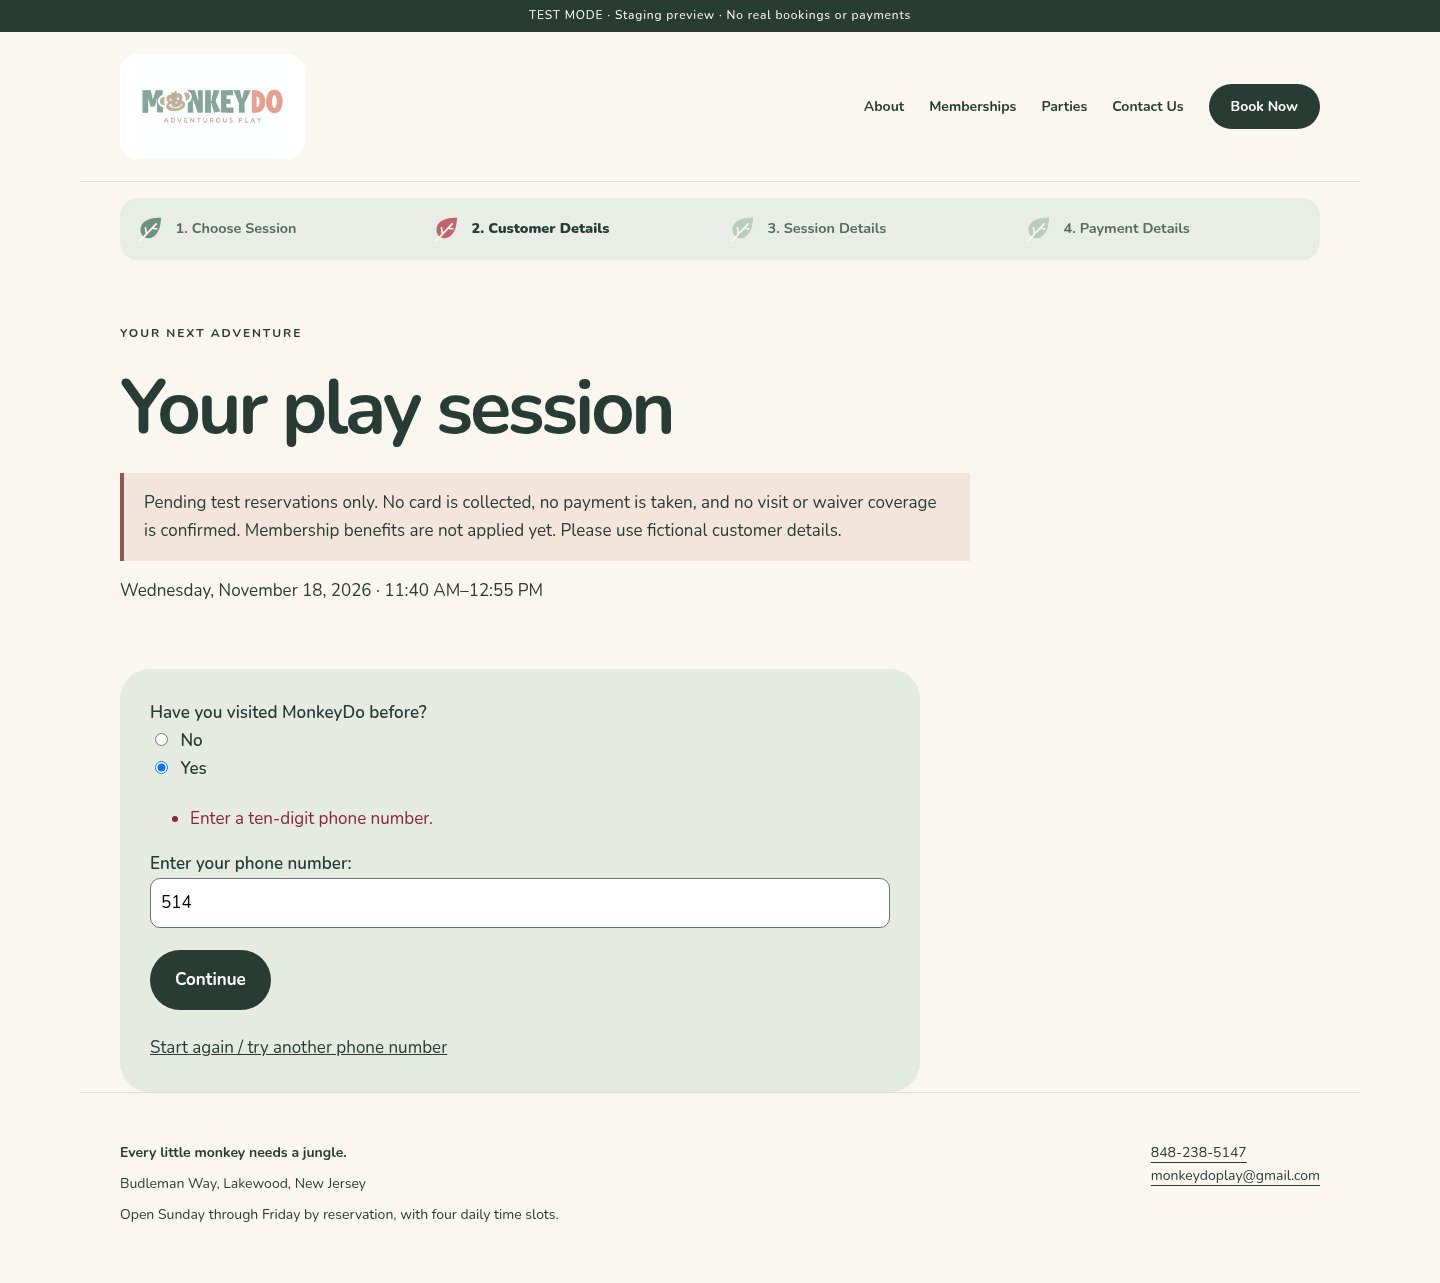 TEST MODE · Staging preview · No real bookings or payments
MONKEYDO
ADVENTUROUS PLAY
About Memberships Parties Contact Us Book Now
1. Choose Session 2. Customer Details 3. Session Details 4. Payment Details
YOUR NEXT ADVENTURE
Your play session
Pending test reservations only. No card is collected, no payment is taken, and no visit or waiver coverage
is confirmed. Membership benefits are not applied yet. Please use fictional customer details.
Wednesday, November 18, 2026 · 11:40 AM–12:55 PM
Have you visited MonkeyDo before?
No
Yes
• Enter a ten-digit phone number.
Enter your phone number:
514
Continue
Start again / try another phone number
Every little monkey needs a jungle.
Budleman Way, Lakewood, New Jersey
Open Sunday through Friday by reservation, with four daily time slots.
848-238-5147
monkeydoplay@gmail.com